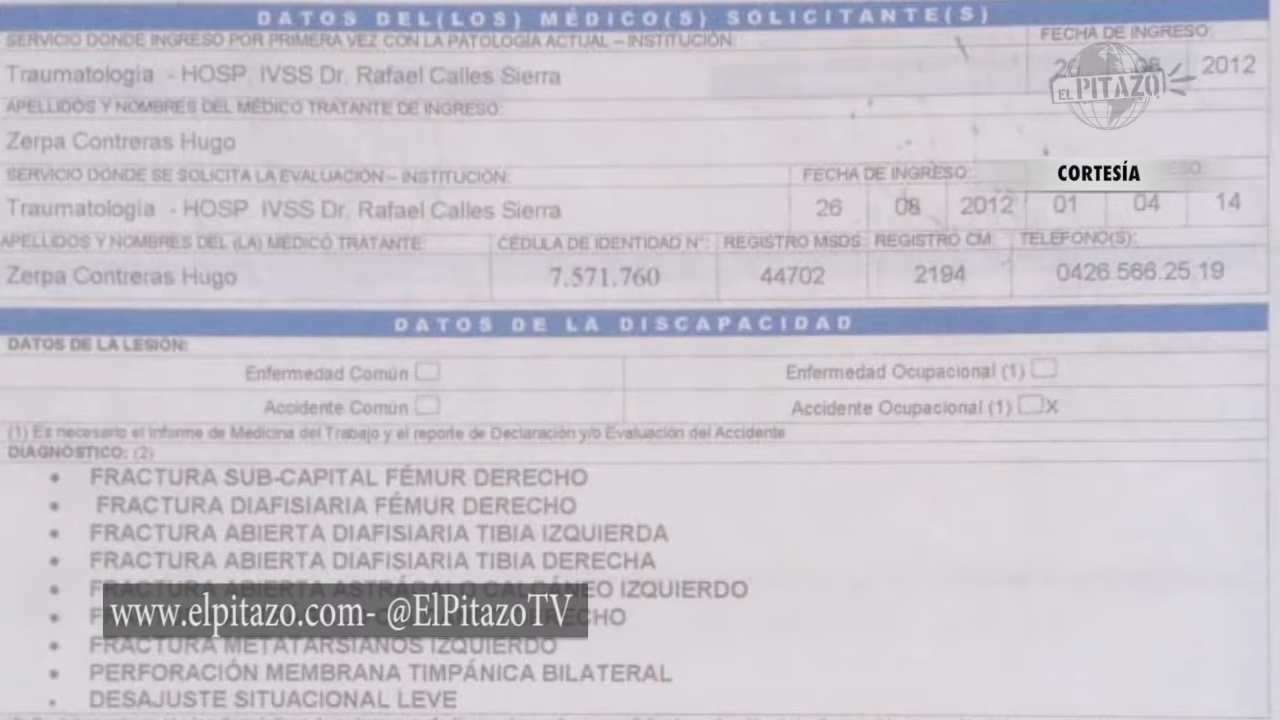 DATOS DEL(LOS) MÉDICO(S) SOLICITANTE(S)
SERVICIO DONDE INGRESO POR PRIMERA VEZ CON LA PATOLOGÍA ACTUAL – INSTITUCIÓN: FECHA DE INGRESO:
Traumatologia - HOSP. IVSS Dr. Rafael Calles Sierra 08 2012
EL PITAZO
APELLIDOS Y NOMBRES DEL MÉDICO TRATANTE DE INGRESO:
Zerpa Contreras Hugo
CORTESÍA
SERVICIO DONDE SE SOLICITA LA EVALUACIÓN – INSTITUCIÓN: FECHA DE INGRESO:
Traumatologia - HOSP. IVSS Dr. Rafael Calles Sierra 26 08 2012 01 04 14
APELLIDOS Y NOMBRES DEL (LA) MÉDICO TRATANTE: CÉDULA DE IDENTIDAD Nº: REGISTRO MSDS: REGISTRO CM: TELÉFONO(S):
Zerpa Contreras Hugo 7.571.760 44702 2194 0426.566.25.19
DATOS DE LA DISCAPACIDAD
DATOS DE LA LESIÓN:
Enfermedad Común Enfermedad Ocupacional (1)
Accidente Común Accidente Ocupacional (1) X
(1) Es necesario el Informe de Medicina del Trabajo y el reporte de Declaración y/o Evaluación del Accidente
DIAGNÓSTICO: (2)
• FRACTURA SUB-CAPITAL FÉMUR DERECHO
• FRACTURA DIAFISIARIA FÉMUR DERECHO
• FRACTURA ABIERTA DIAFISIARIA TIBIA IZQUIERDA
• FRACTURA ABIERTA DIAFISIARIA TIBIA DERECHA
• FRACTURA ABIERTA ASTRÁGALO CALCÁNEO IZQUIERDO
www.elpitazo.com- @ElPitazoTV
• FRACTURA METATARSIANOS IZQUIERDO
• PERFORACIÓN MEMBRANA TIMPÁNICA BILATERAL
• DESAJUSTE SITUACIONAL LEVE